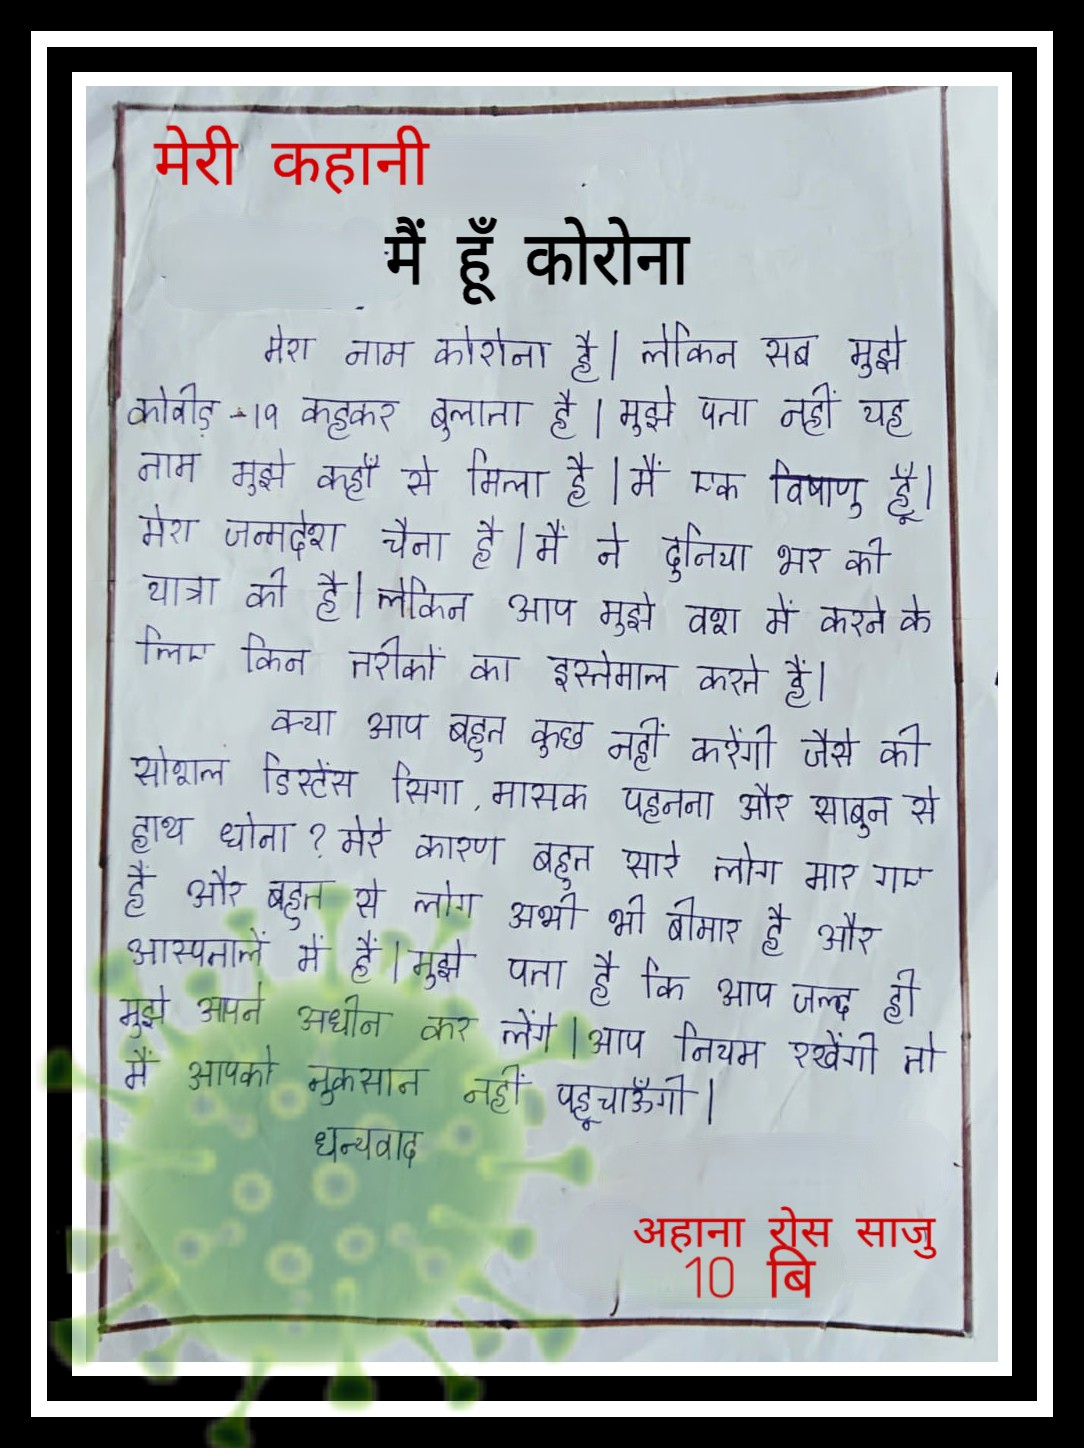 मेरी कहानी
मैं हूँ कोरोना
मेरा नाम कोरोना है। लेकिन सब मुझे
कोवीड़ -19 कहकर बुलाता है। मुझे पता नहीं यह
नाम मुझे कहाँ से मिला है। मैं एक विषाणु हूँ।
मेरा जन्मदेश चैना है। मैं ने दुनिया भर की
यात्रा की है। लेकिन आप मुझे वश में करने के
लिए किन तरीकों का इस्तेमाल करते हैं।
क्या आप बहुत कुछ नहीं करेंगी जैसे की
सोशल डिस्टेंस सिगा, मासक पहनना और साबुन से
हाथ धोना? मेरे कारण बहुत सारे लोग मार गए
हैं और बहुत से लोग अभी भी बीमार है और
आस्पतालें में हैं। मुझे पता है कि आप जल्द ही
मुझे आपने अधीन कर लेंगे। आप नियम रखेंगी तो
मैं आपको नुकसान नहीं पहूचाऊँगी।
धन्यवाद
अहाना रोस साजु
10 बि